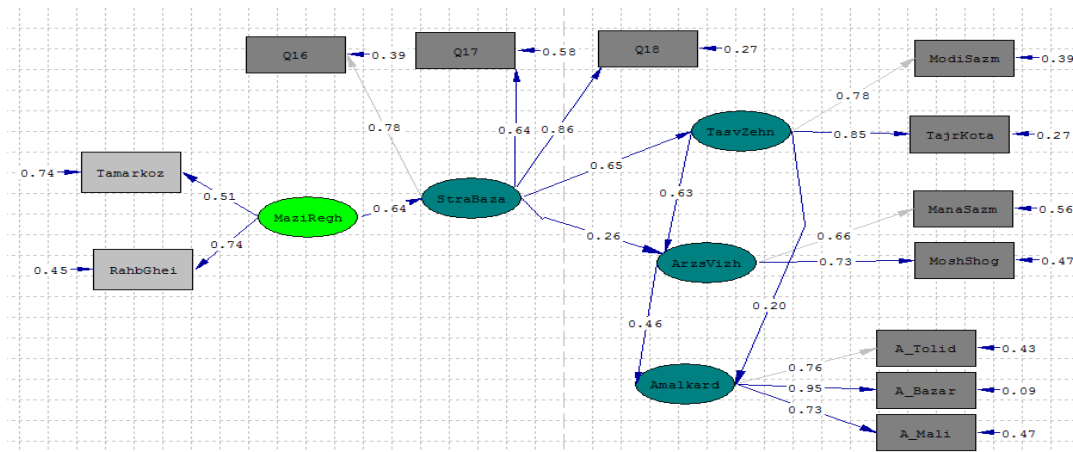 Q16
0.39
Q17
0.58
Q18
0.27
ModiSazm
0.39
0.78
0.64
0.86
0.78
TasvZehn
0.85
TajrKota
0.27
0.74
Tamarkoz
0.51
0.65
0.63
MaziRegh
0.64
StraBaza
ManaSazm
0.56
0.26
0.66
0.74
0.45
RahbGhei
ArzsVizh
0.73
MoshShog
0.47
0.20
0.46
A_Tolid
0.43
0.76
Amalkard
0.95
A_Bazar
0.09
0.73
A_Mali
0.47